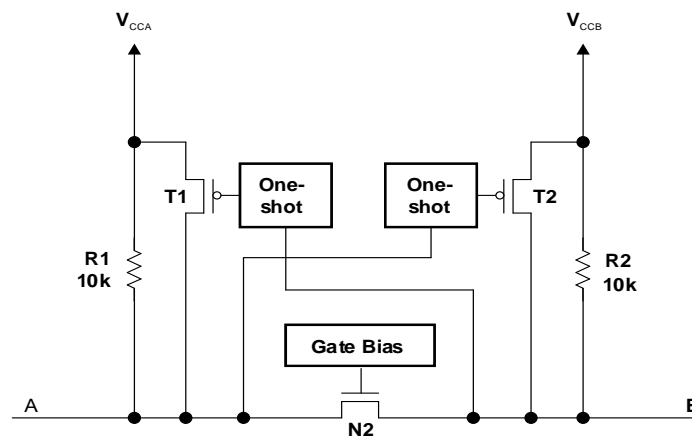 VCCA
VCCB
One-
shot
One-
shot
T1
T2
R1
10k
R2
10k
Gate Bias
A
N2